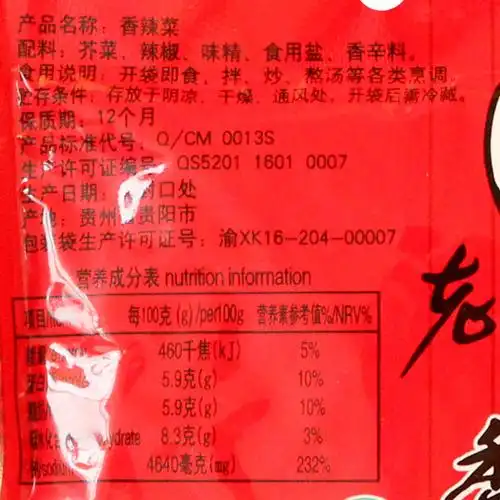 产品名称：香辣菜
配料：芥菜、辣椒、味精、食用盐、香辛料。
食用说明：开袋即食、拌、炒、熬汤等各类烹调。
贮存条件：存放于阴凉、干燥、通风处，开袋后需冷藏。
保质期：12个月
产品标准代号：Q/CM 0013S
生产许可证编号：QS5201 1601 0007
生产日期：封口处
产地：贵州 贵阳市
包装袋生产许可证号：渝XK16-204-00007
营养成分表 nutrition information
项目 每100克(g)/per100g 营养素参考值%/NRV%
能量 460千焦(kJ) 5%
蛋白 5.9克(g) 10%
5.9克(g) 10%
hydrate 8.3克(g) 3%
sodium 4640毫克(mg) 232%
老
香